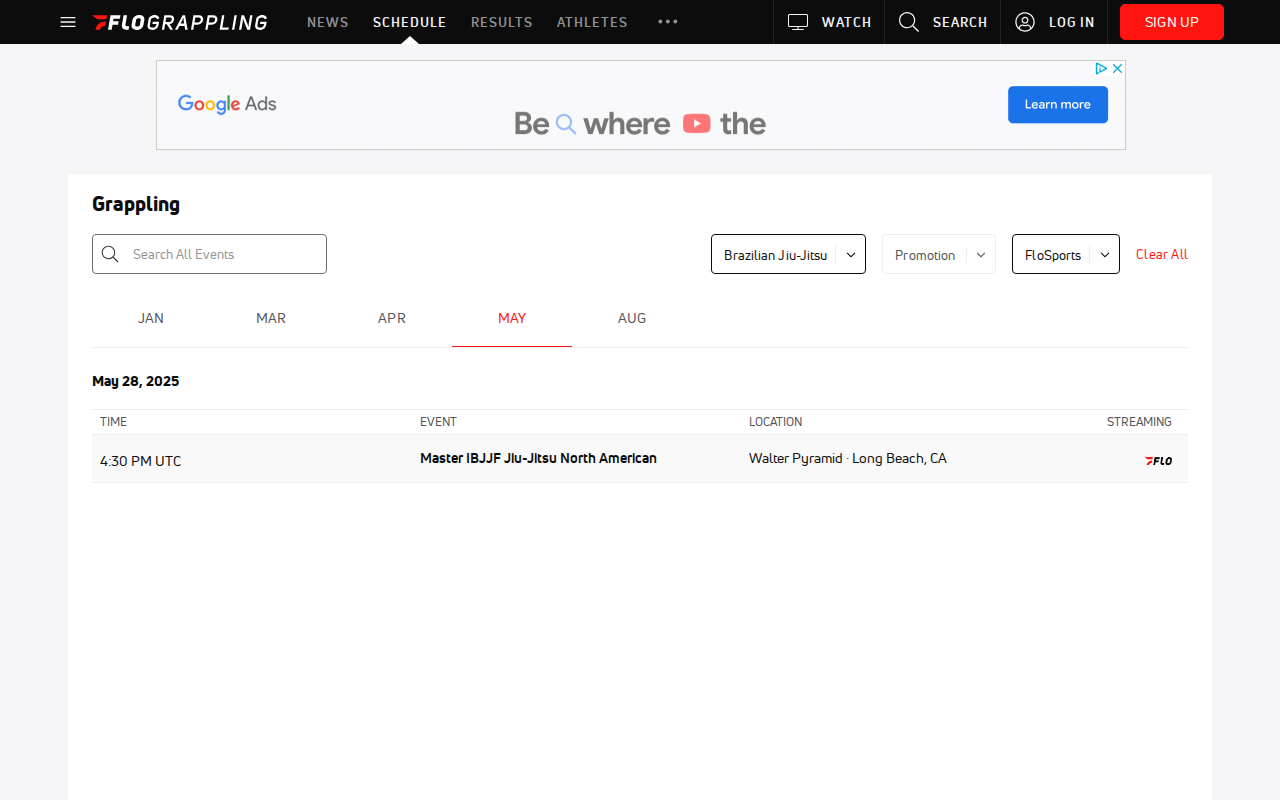 FLOGRAPPLING NEWS SCHEDULE RESULTS ATHLETES WATCH SEARCH LOG IN SIGN UP
Google Ads Be where the Learn more
Grappling
Search All Events Brazilian Jiu-Jitsu Promotion FloSports Clear All
JAN MAR APR MAY AUG
May 28, 2025
TIME EVENT LOCATION STREAMING
4:30 PM UTC Master IBJJF Jiu-Jitsu North American Walter Pyramid · Long Beach, CA FLO